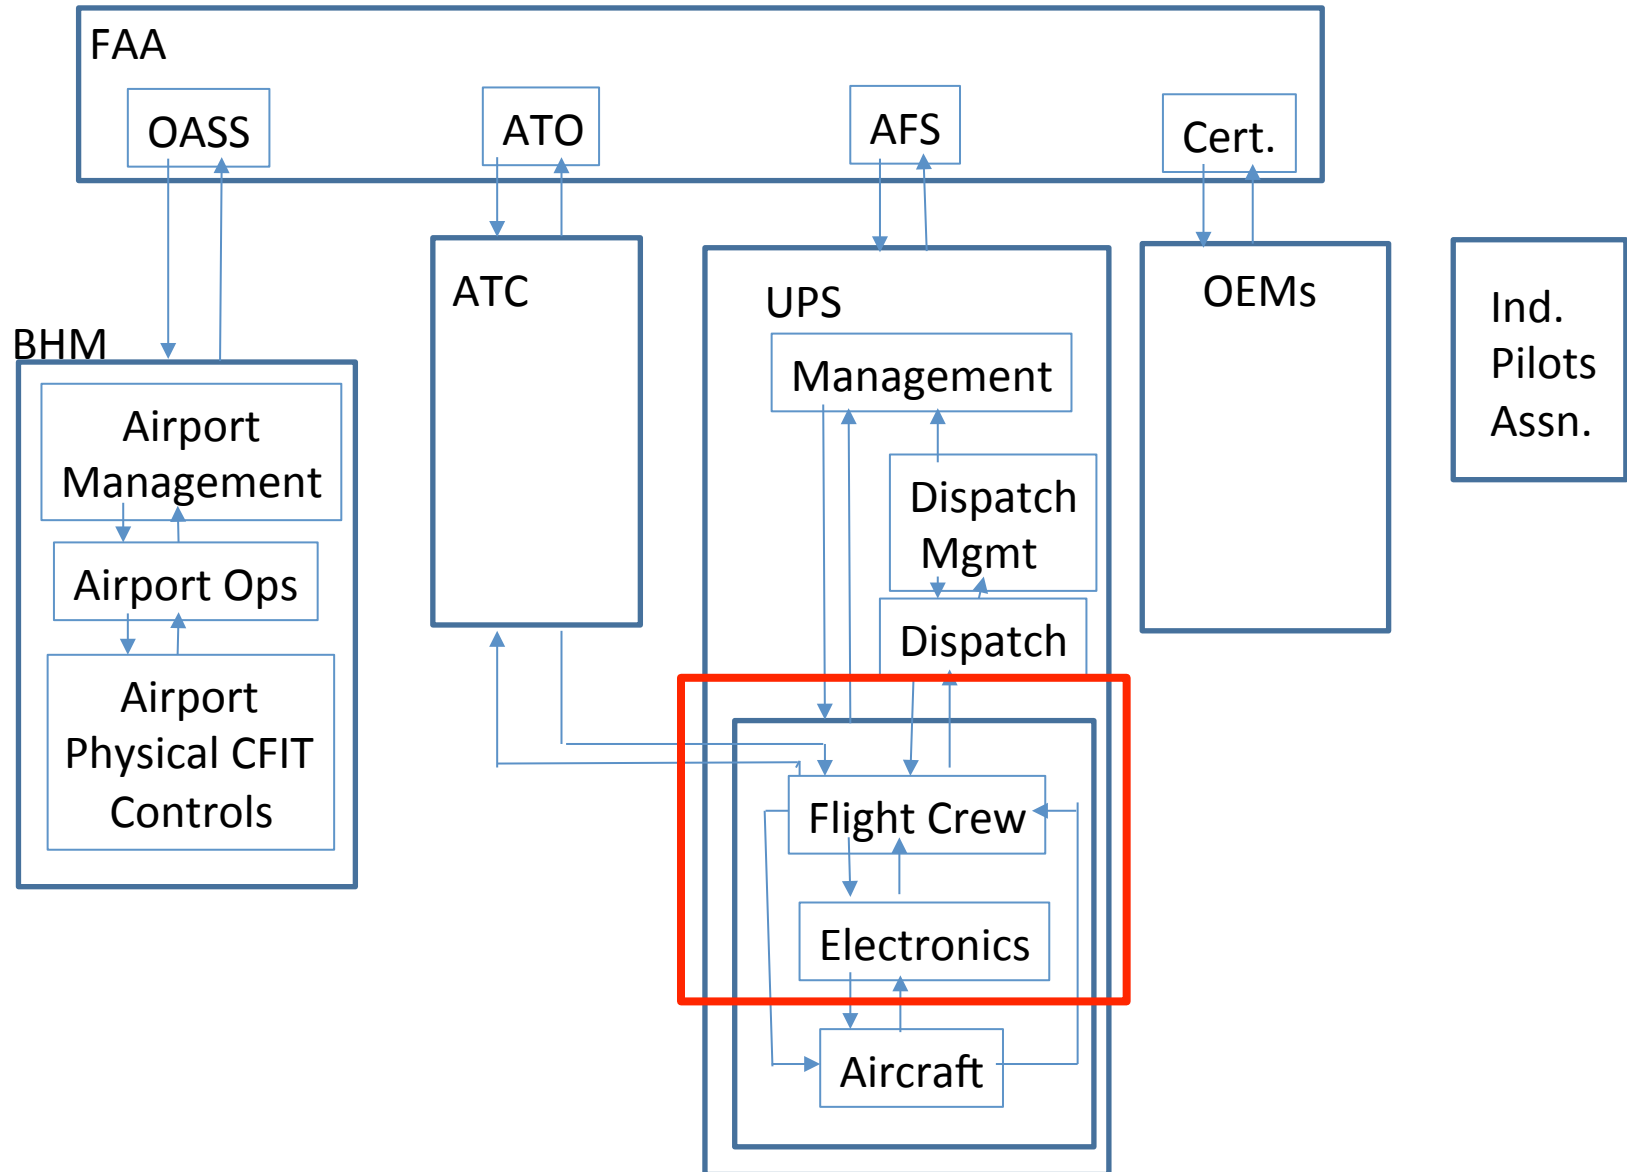 FAA
OASS
ATO
AFS
Cert.
BHM
Airport
Management
Airport Ops
Airport
Physical CFIT
Controls
ATC
UPS
Management
Dispatch
Mgmt
Dispatch
Flight Crew
Electronics
Aircraft
OEMs
Ind.
Pilots
Assn.